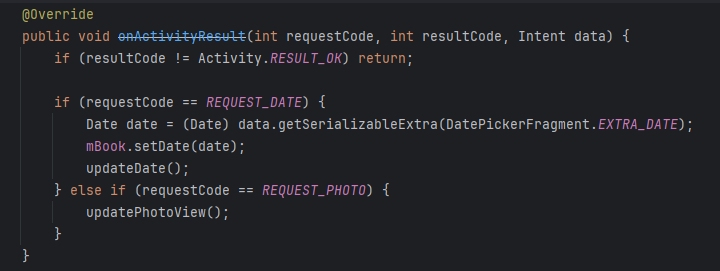 @Override
public void onActivityResult(int requestCode, int resultCode, Intent data) {
if (resultCode != Activity.RESULT_OK) return;
if (requestCode == REQUEST_DATE) {
Date date = (Date) data.getSerializableExtra(DatePickerFragment.EXTRA_DATE);
mBook.setDate(date);
updateDate();
} else if (requestCode == REQUEST_PHOTO) {
updatePhotoView();
}
}